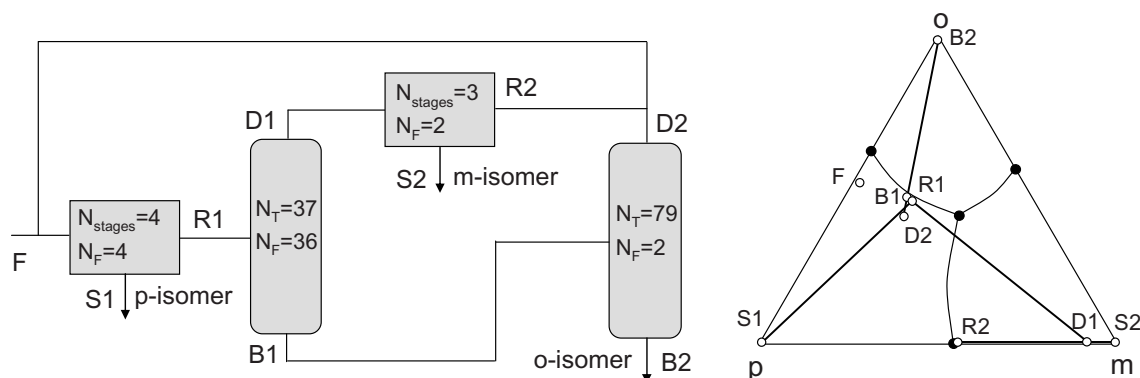 R2
D1
N_stages=3
N_F=2
D2
S2 m-isomer
N_stages=4
N_F=4
R1
F
S1 p-isomer
N_T=37
N_F=36
N_T=79
N_F=2
B1
o-isomer B2
o
B2
F
B1 R1
D2
S1
R2
D1 S2
p
m